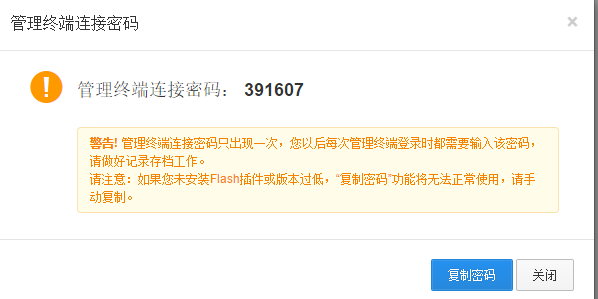 管理终端连接密码
×
管理终端连接密码： 391607
警告! 管理终端连接密码只出现一次，您以后每次管理终端登录时都需要输入该密码，
请做好记录存档工作。
请注意：如果您未安装Flash插件或版本过低，“复制密码”功能将无法正常使用，请手
动复制。
复制密码
关闭